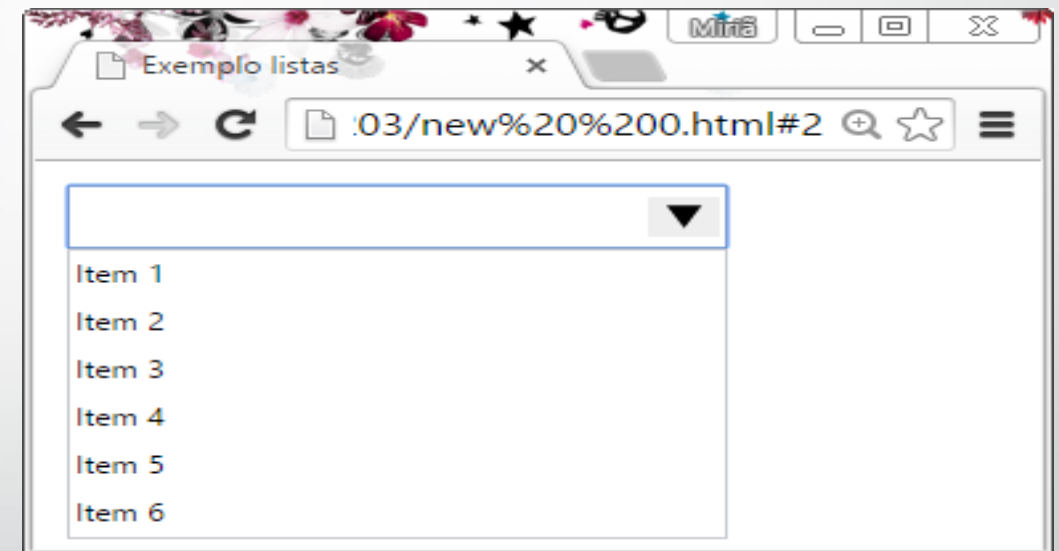 Miriã
Exemplo listas
:03/new%20%200.html#2
Item 1
Item 2
Item 3
Item 4
Item 5
Item 6